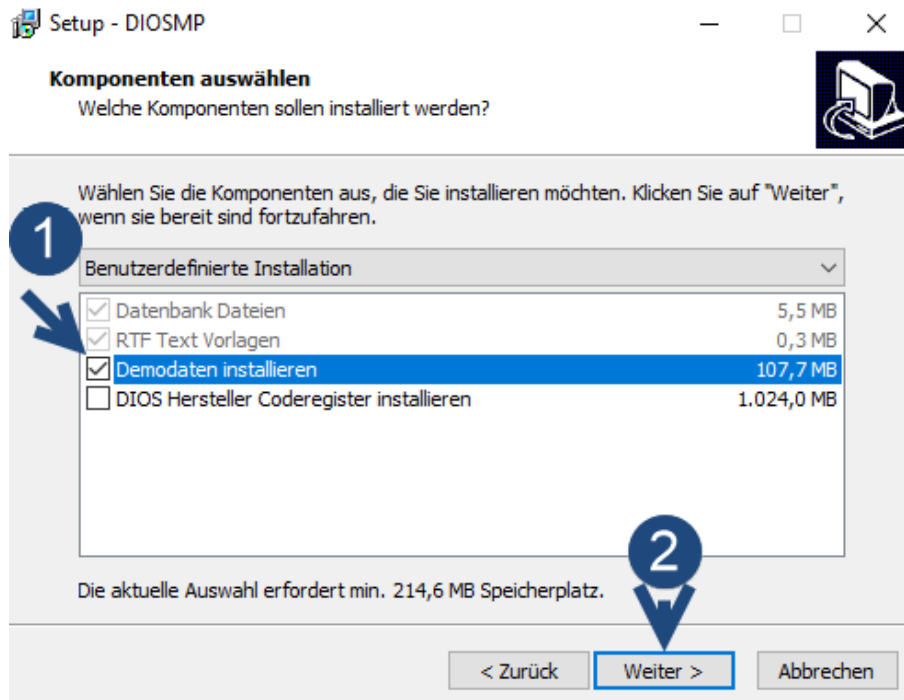 Setup - DIOSMP
Komponenten auswählen
Welche Komponenten sollen installiert werden?
Wählen Sie die Komponenten aus, die Sie installieren möchten. Klicken Sie auf "Weiter",
wenn sie bereit sind fortzufahren.
1
Benutzerdefinierte Installation
Datenbank Dateien 5,5 MB
RTF Text Vorlagen 0,3 MB
Demodaten installieren 107,7 MB
DIOS Hersteller Coderegister installieren 1.024,0 MB
2
Die aktuelle Auswahl erfordert min. 214,6 MB Speicherplatz.
< Zurück Weiter > Abbrechen